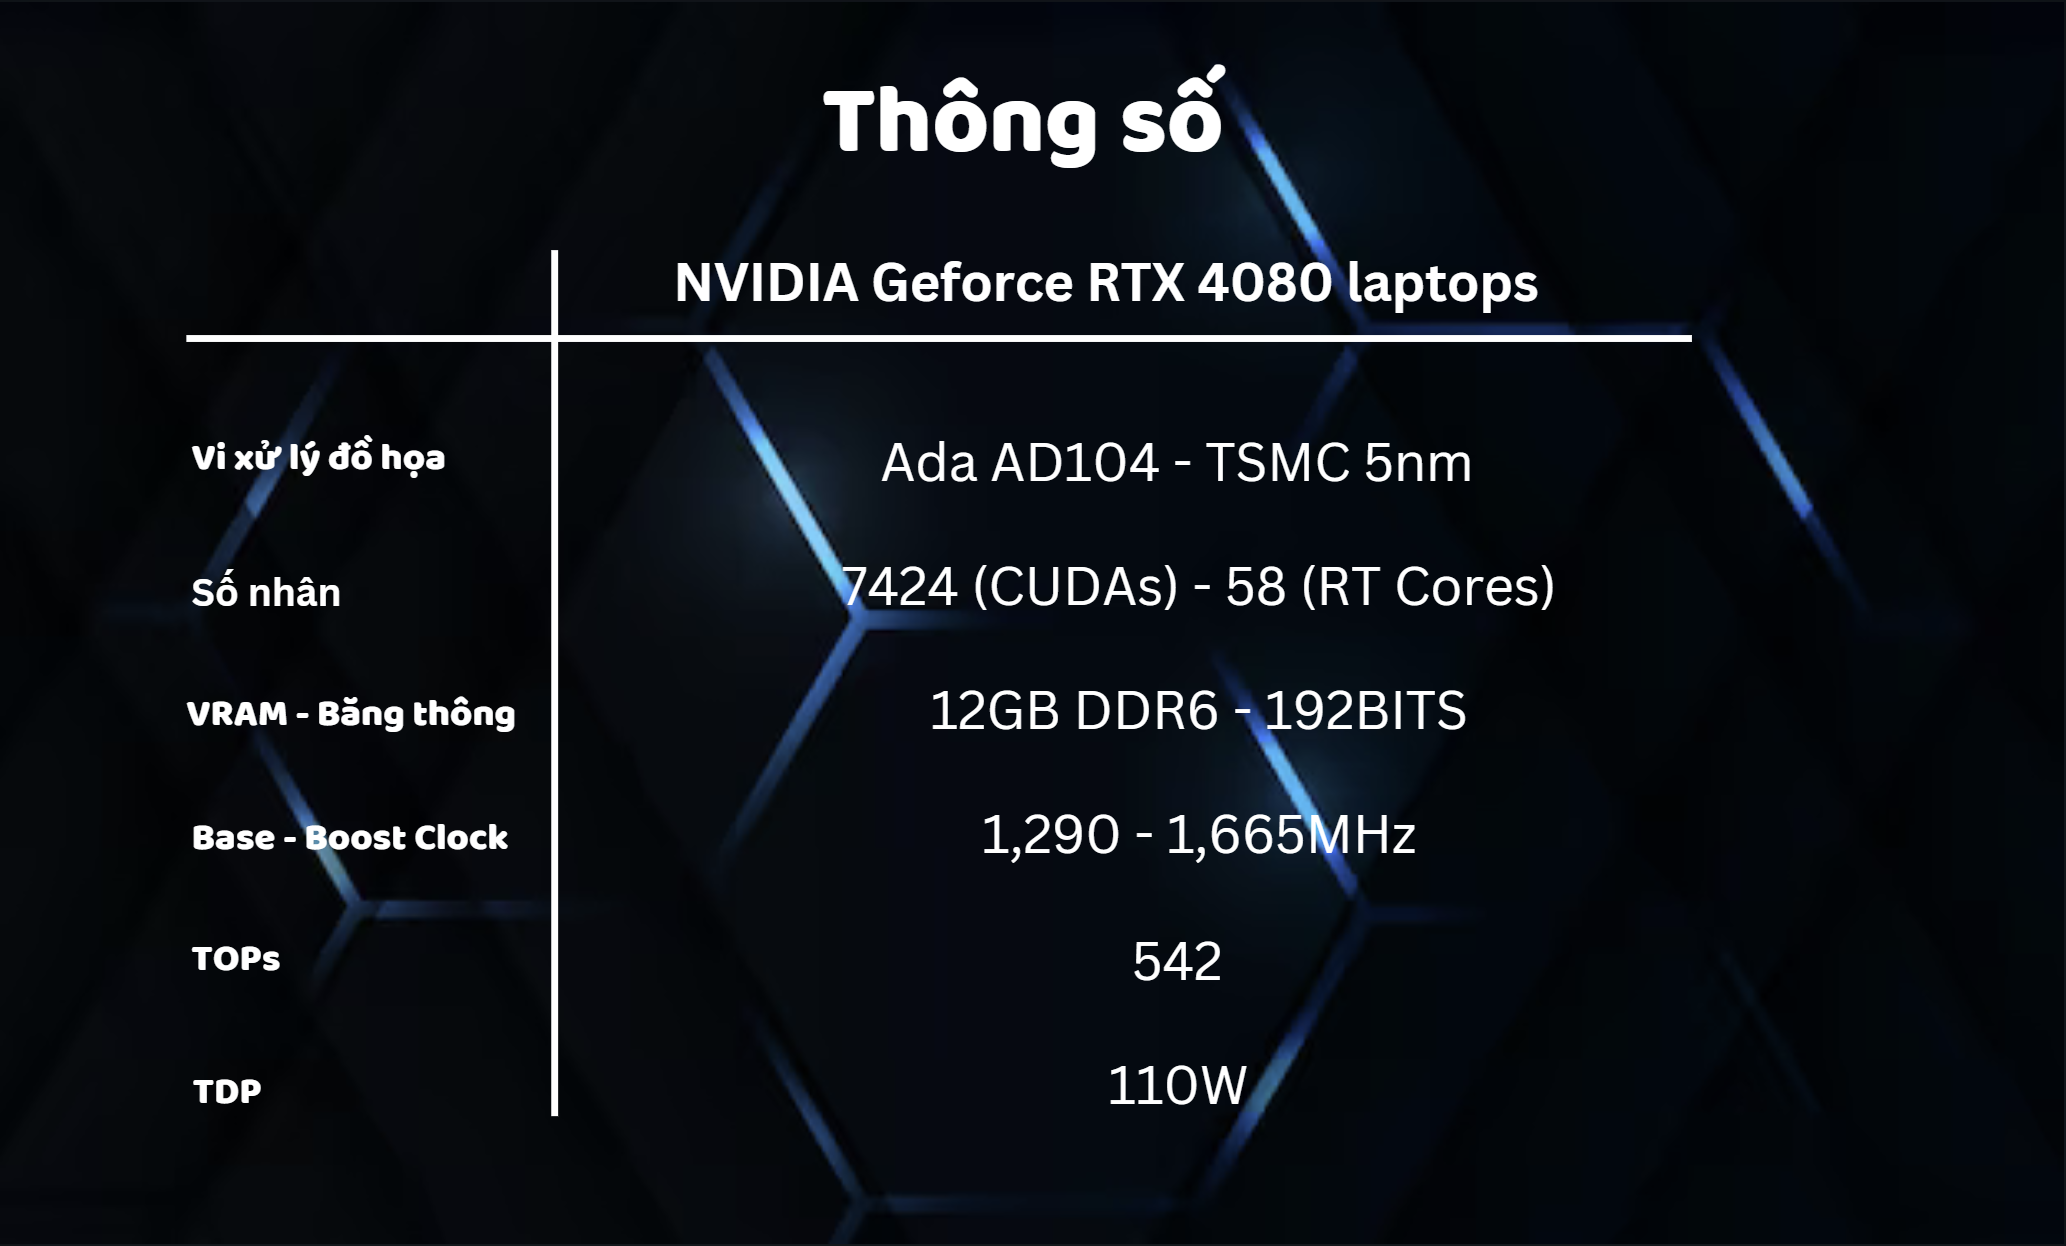 Thông số
NVIDIA Geforce RTX 4080 laptops
Vi xử lý đồ họa
Ada AD104 - TSMC 5nm
Số nhân
7424 (CUDAs) - 58 (RT Cores)
VRAM - Băng thông
12GB DDR6 - 192BITS
Base - Boost Clock
1,290 - 1,665MHz
TOPs
542
TDP
110W